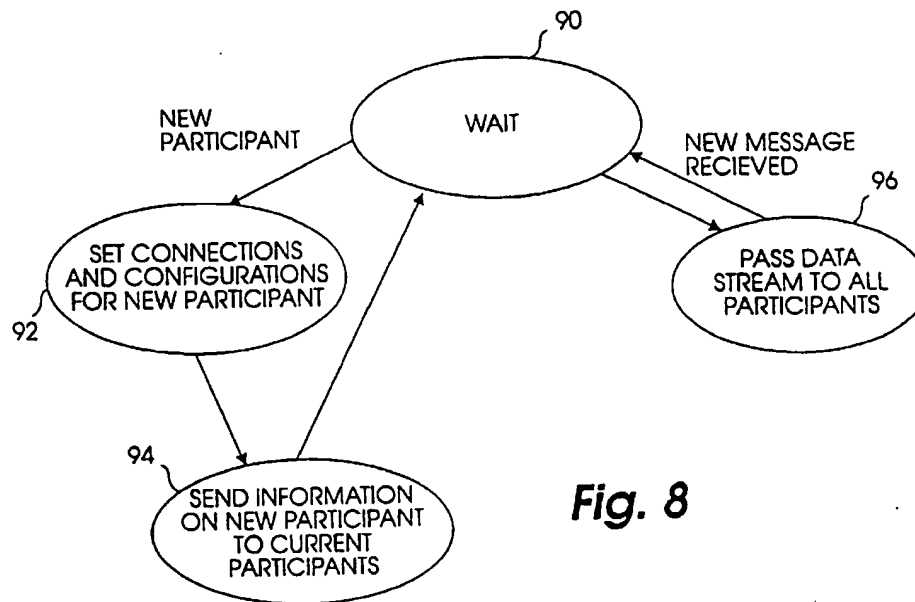 90
NEW
PARTICIPANT
WAIT
NEW MESSAGE
RECIEVED
96
SET CONNECTIONS
AND CONFIGURATIONS
FOR NEW PARTICIPANT
92
PASS DATA
STREAM TO ALL
PARTICIPANTS
94
SEND INFORMATION
ON NEW PARTICIPANT
TO CURRENT
PARTICIPANTS
Fig. 8